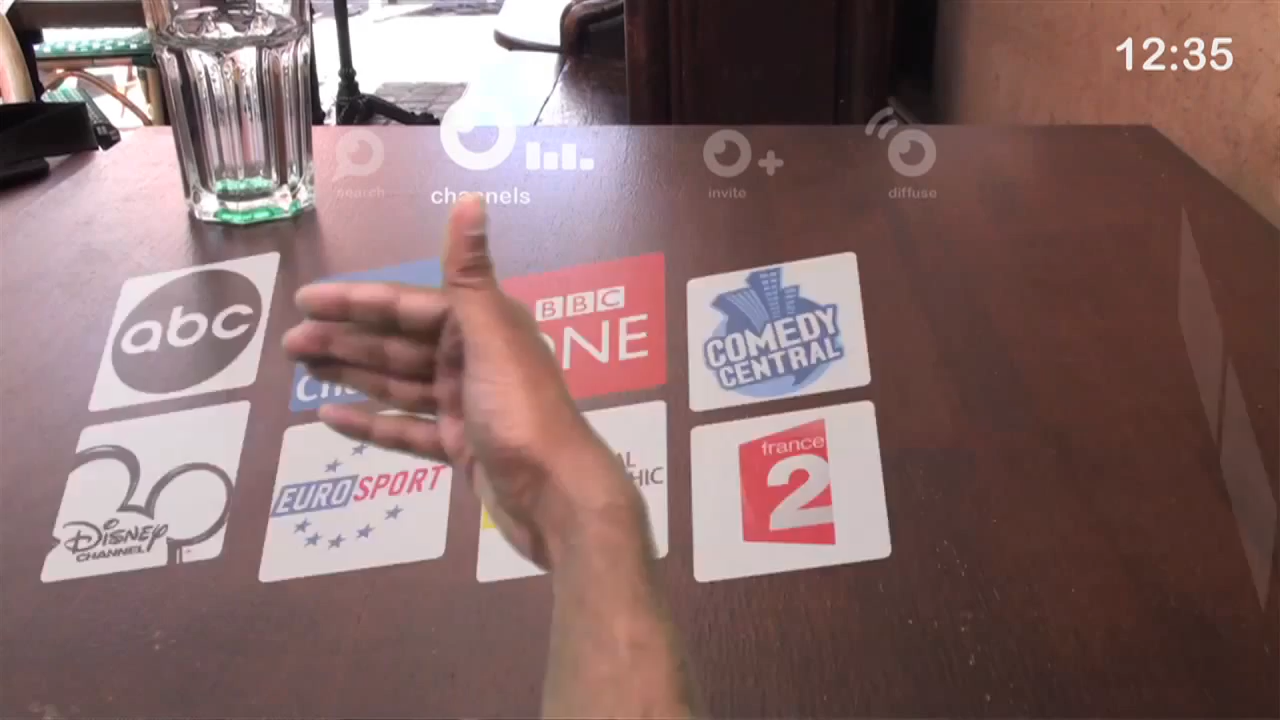 12:35
search
channels
invite
diffuse
abc
BBC
ONE
COMEDY
CENTRAL
DISNEY
CHANNEL
EUROSPORT
france
2